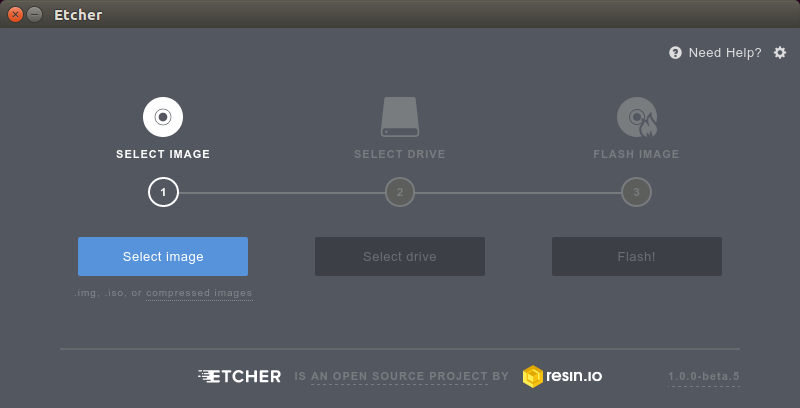 Etcher
Need Help?
SELECT IMAGE SELECT DRIVE FLASH IMAGE
1 2 3
Select image Select drive Flash!
.img, .iso, or compressed images
ETCHER IS AN OPEN SOURCE PROJECT BY resin.io 1.0.0-beta.5